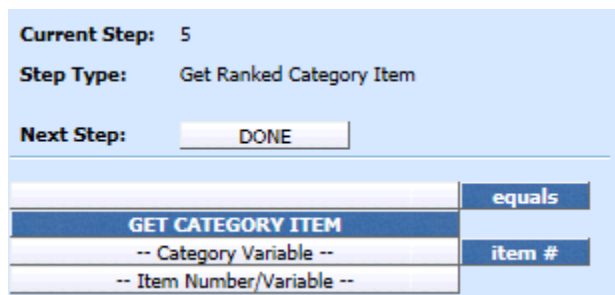 Current Step: 5
Step Type: Get Ranked Category Item
Next Step: DONE
equals
GET CATEGORY ITEM
-- Category Variable -- item #
-- Item Number/Variable --